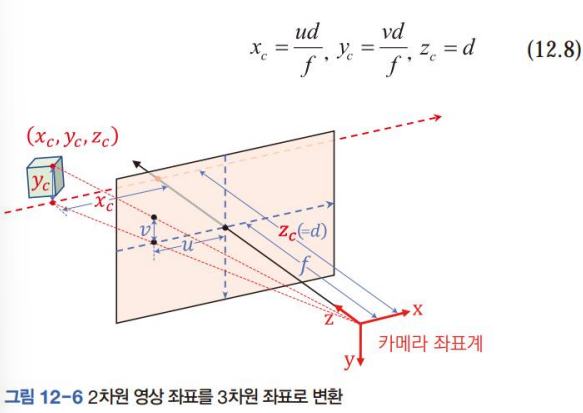 x_c = ud/f, y_c = vd/f, z_c = d (12.8)
(x_c, y_c, z_c)
y_c
x_c
v
u
z_c(=d)
f
z
x
카메라 좌표계
y
그림 12-6 2차원 영상 좌표를 3차원 좌표로 변환